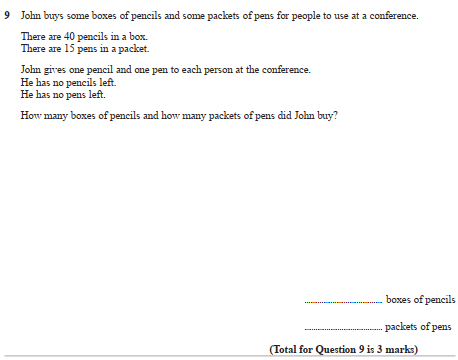 9 John buys some boxes of pencils and some packets of pens for people to use at a conference.
There are 40 pencils in a box.
There are 15 pens in a packet.
John gives one pencil and one pen to each person at the conference.
He has no pencils left.
He has no pens left.
How many boxes of pencils and how many packets of pens did John buy?
.............................. boxes of pencils
.............................. packets of pens
(Total for Question 9 is 3 marks)